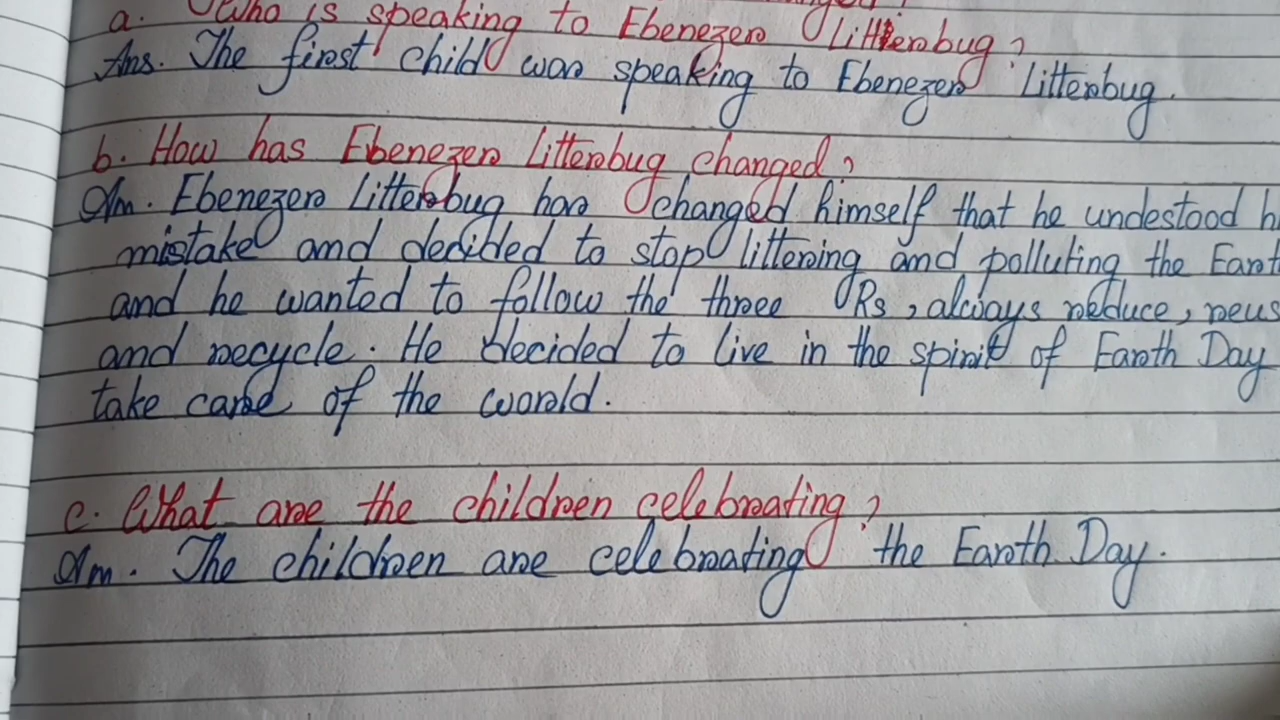 a. Who is speaking to Ebenezer Litterbug?
Ans. The first child was speaking to Ebenezer Litterbug.
b. How has Ebenezer Litterbug changed?
Ans. Ebenezer Litterbug has changed himself that he undestood
mistake and decided to stop littering and polluting the Eart
and he wanted to follow the three Rs, always reduce, reus
and recycle. He decided to live in the spirit of Earth Day
take care of the world.
c. What are the children celebrating?
Ans. The children are celebrating the Earth Day.